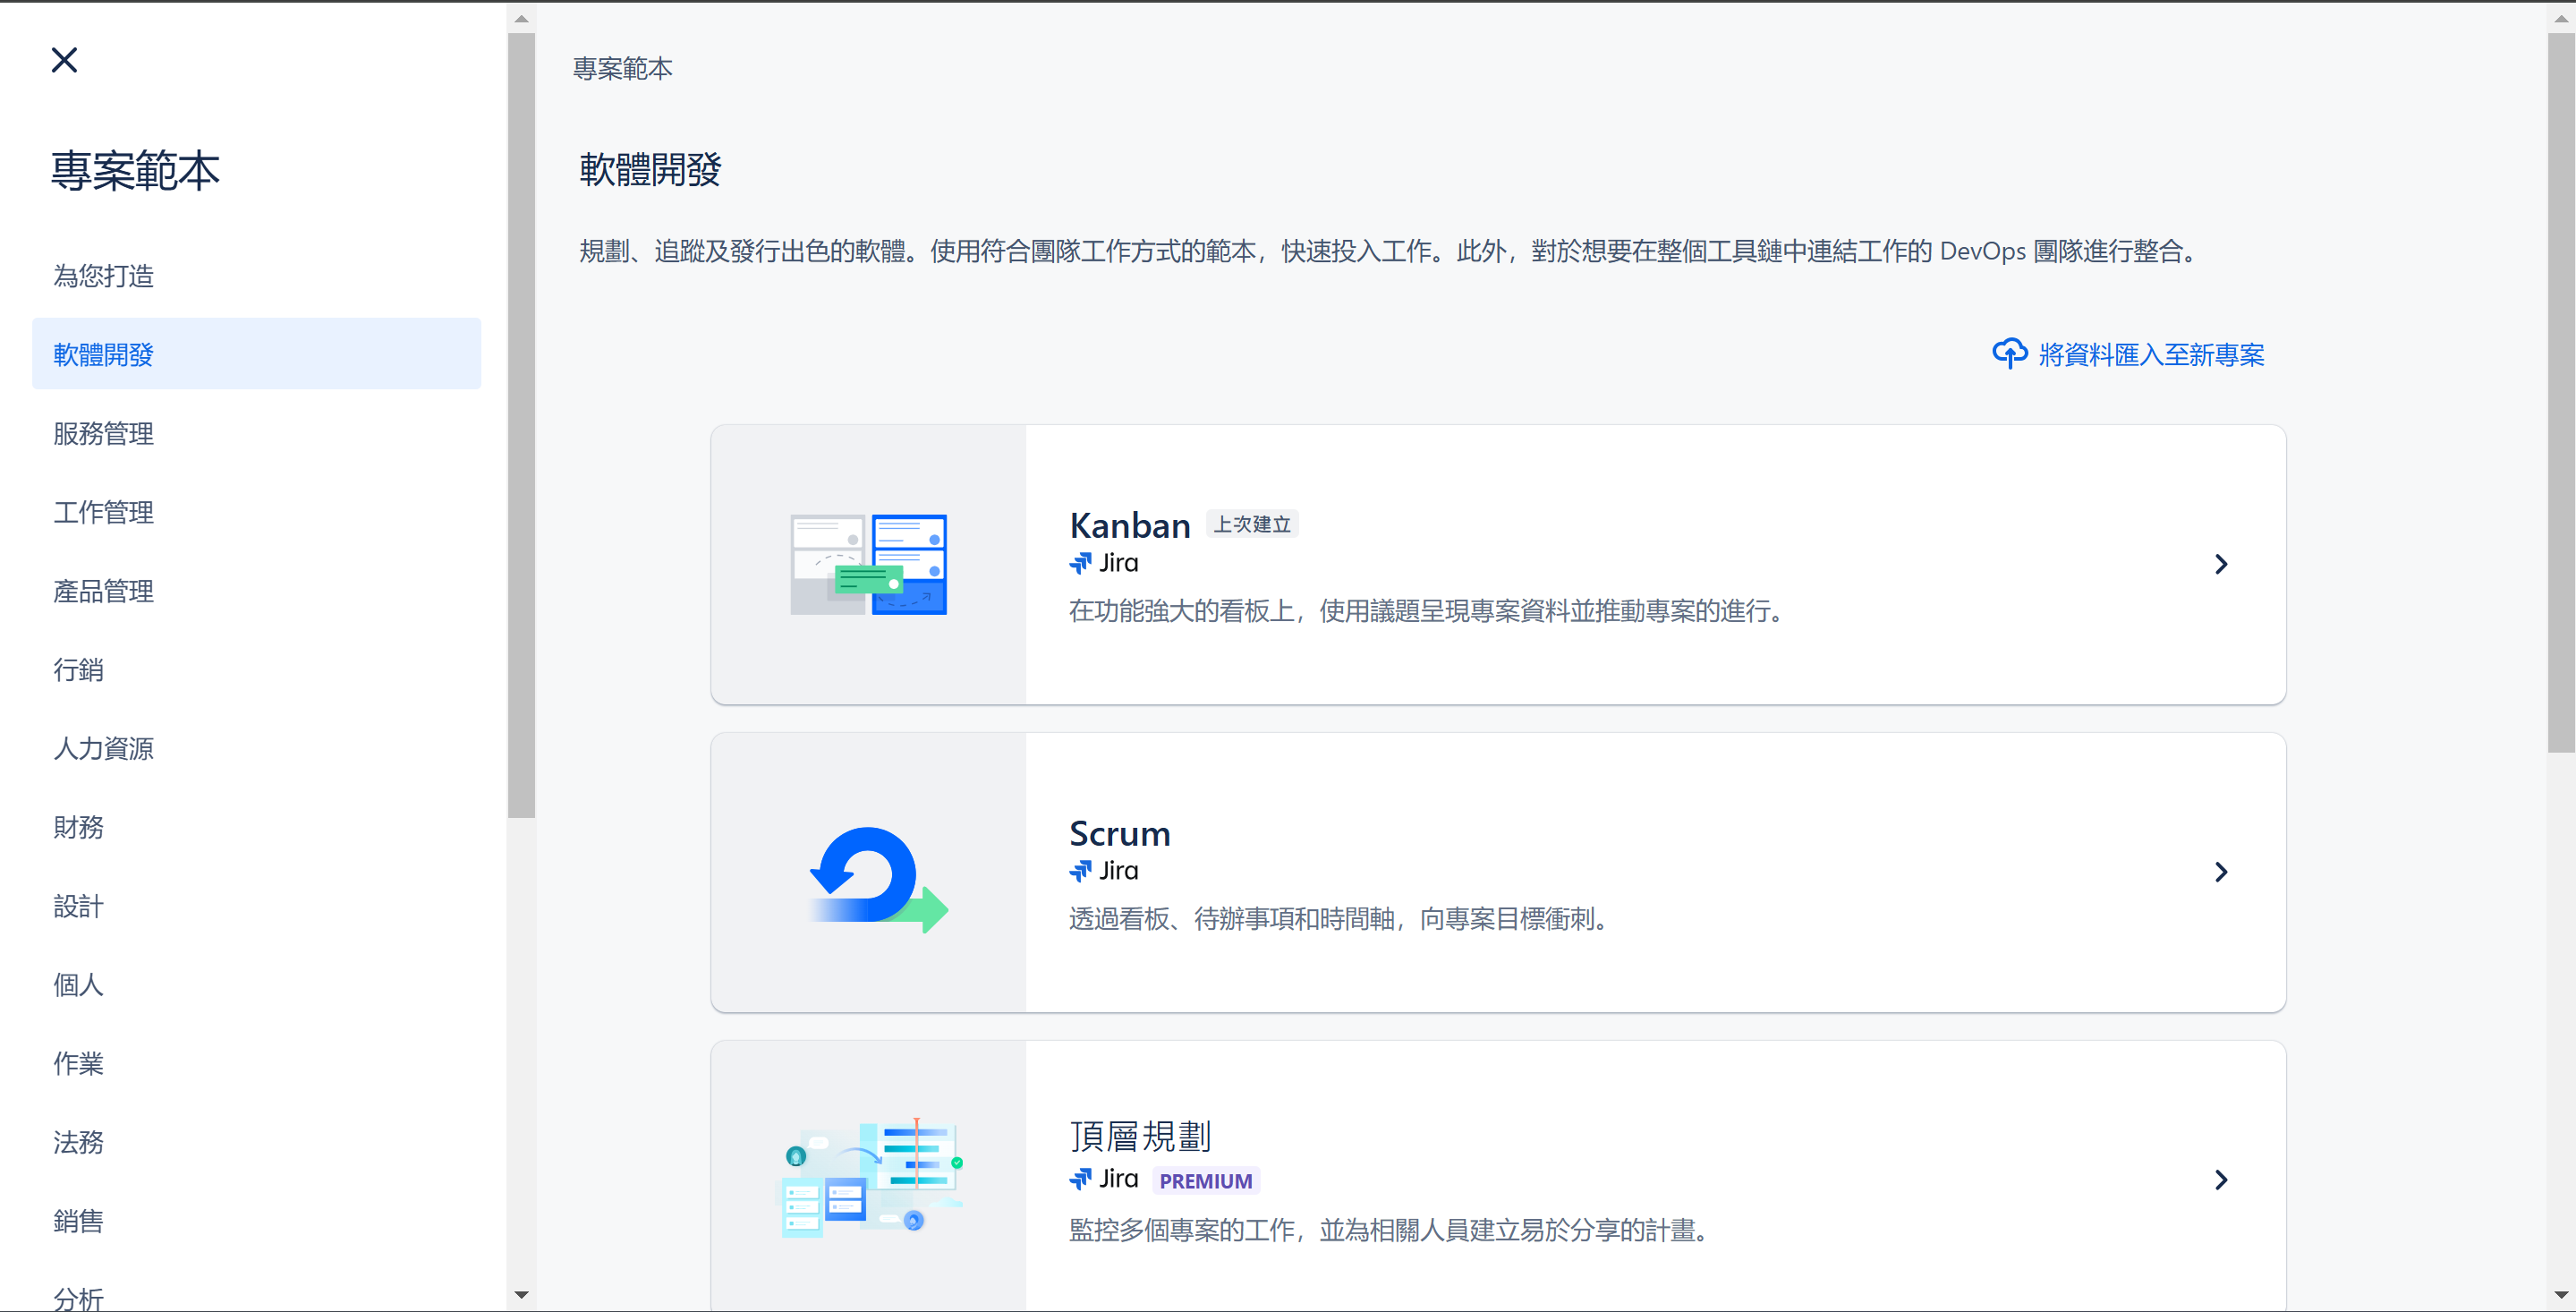 專案範本
為您打造
軟體開發
服務管理
工作管理
產品管理
行銷
人力資源
財務
設計
個人
作業
法務
銷售
分析
專案範本
軟體開發
規劃、追蹤及發行出色的軟體。使用符合團隊工作方式的範本，快速投入工作。此外，對於想要在整個工具鏈中連結工作的 DevOps 團隊進行整合。
將資料匯入至新專案
Kanban 上次建立
Jira
在功能強大的看板上，使用議題呈現專案資料並推動專案的進行。
Scrum
Jira
透過看板、待辦事項和時間軸，向專案目標衝刺。
頂層規劃
Jira PREMIUM
監控多個專案的工作，並為相關人員建立易於分享的計畫。